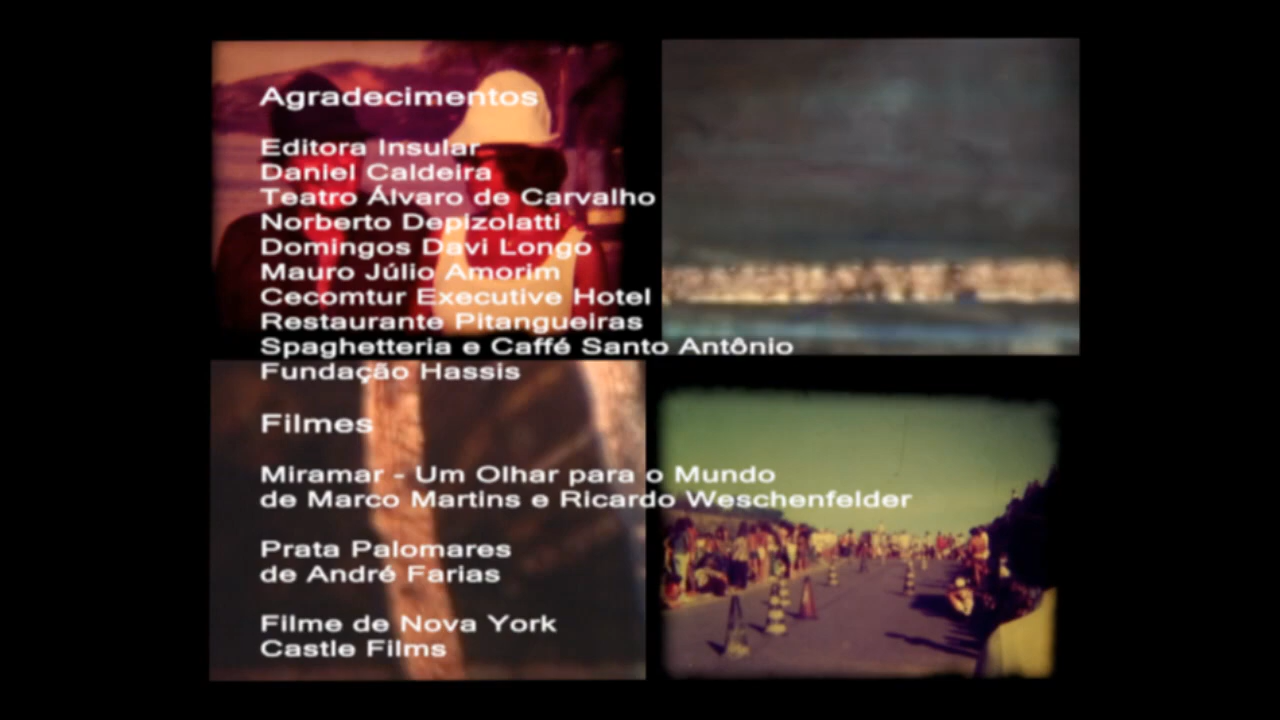 Agradecimentos
Editora Insular
Daniel Caldeira
Teatro Álvaro de Carvalho
Norberto Depizolatti
Domingos Davi Longo
Mauro Júlio Amorim
Cecomtur Executive Hotel
Restaurante Pitangueiras
Spaghetteria e Caffé Santo Antônio
Fundação Hassis
Filmes
Miramar - Um Olhar para o Mundo
de Marco Martins e Ricardo Weschenfelder
Prata Palomares
de André Farias
Filme de Nova York
Castle Films